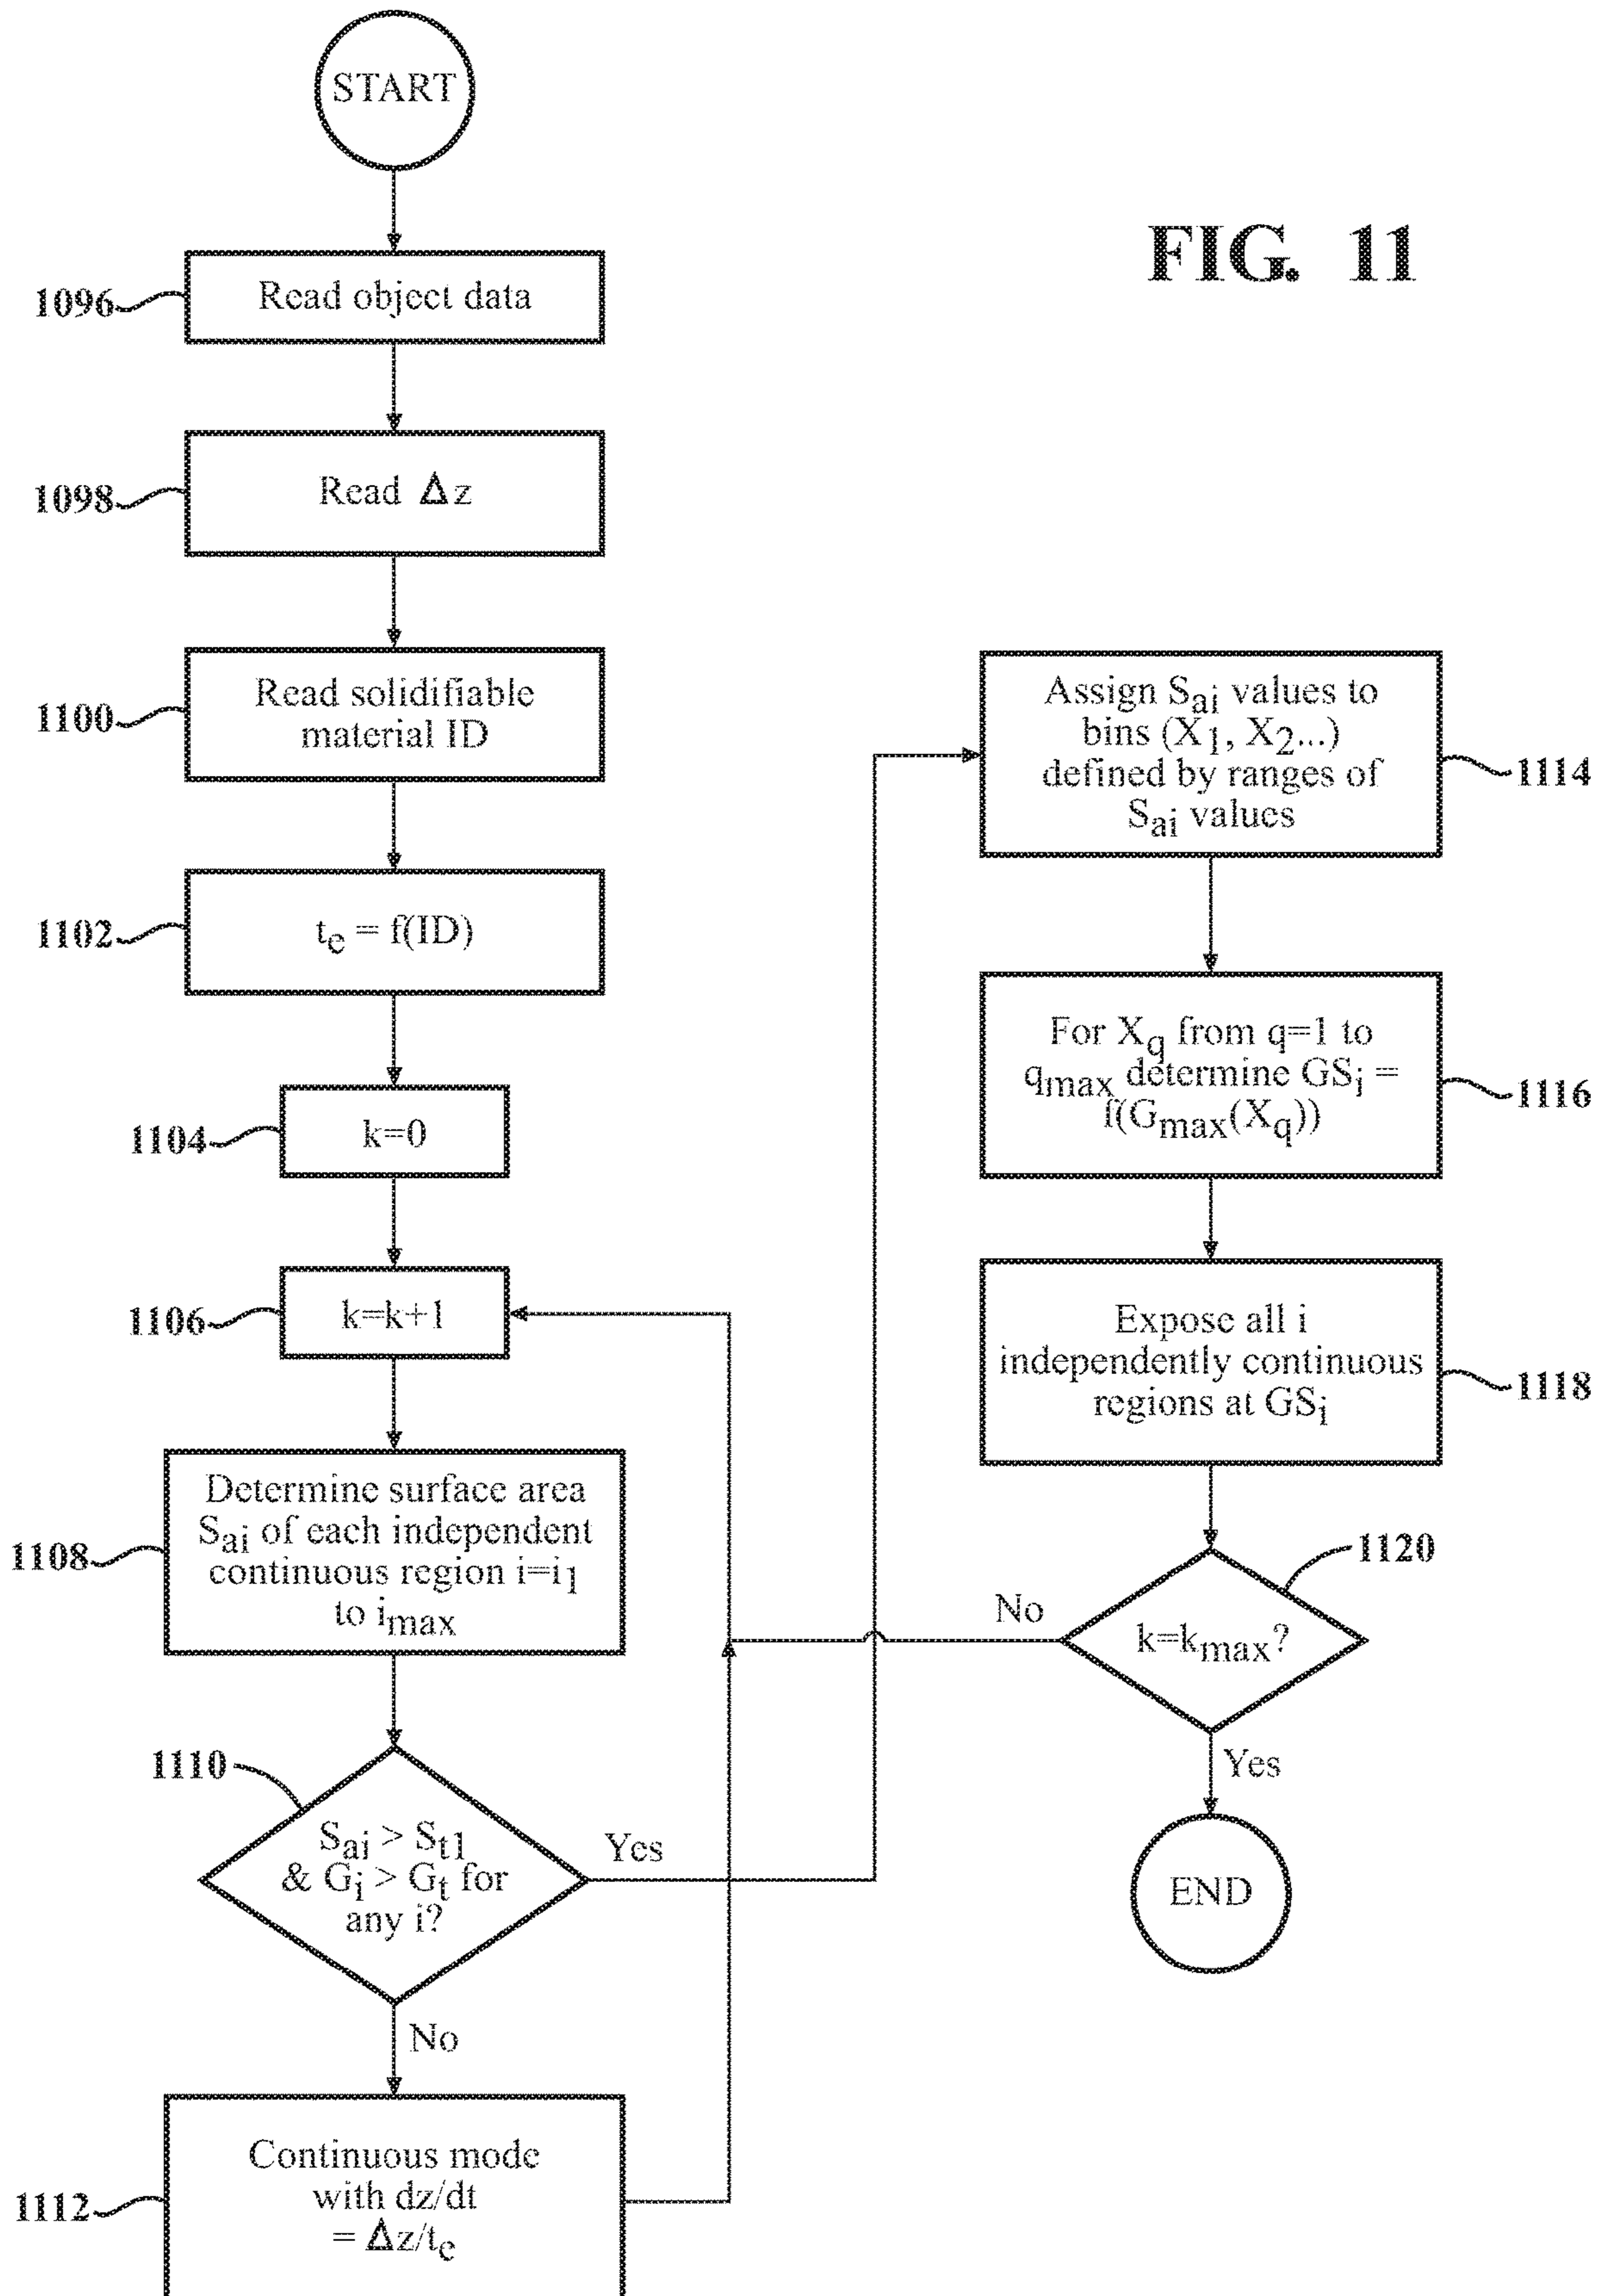 START
FIG. 11
1096
Read object data
1098
Read Δz
1100
Read solidifiable
material ID
1102
te = f(ID)
1104
k=0
1106
k=k+1
1108
Determine surface area
Sai of each independent
continuous region i=i1
to imax
1110
Sai > St1
& Gi > Gt for
any i?
Yes
No
1112
Continuous mode
with dz/dt
= Δz/te
Assign Sai values to
bins (X1, X2...)
defined by ranges of
Sai values
1114
For Xq from q=1 to
qmax determine GSi =
f(Gmax(Xq))
1116
Expose all i
independently continuous
regions at GSi
1118
1120
k=kmax?
No
Yes
END